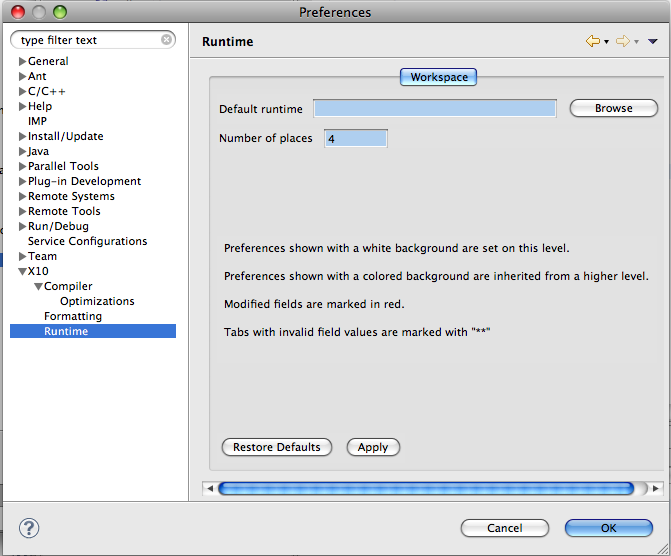 Preferences
type filter text
General
Ant
C/C++
Help
IMP
Install/Update
Java
Parallel Tools
Plug-in Development
Remote Systems
Remote Tools
Run/Debug
Service Configurations
Team
X10
Compiler
Optimizations
Formatting
Runtime
Runtime
Workspace
Default runtime
Browse
Number of places 4
Preferences shown with a white background are set on this level.
Preferences shown with a colored background are inherited from a higher level.
Modified fields are marked in red.
Tabs with invalid field values are marked with "**"
Restore Defaults Apply
? Cancel OK